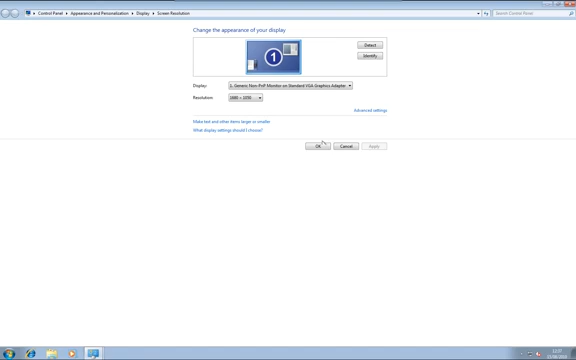 Control Panel ▸ Appearance and Personalization ▸ Display ▸ Screen Resolution
Search Control Panel
Change the appearance of your display
1
Detect
Identify
Display: 1. Generic Non-PnP Monitor on Standard VGA Graphics Adapter
Resolution: 1680 × 1050
Advanced settings
Make text and other items larger or smaller
What display settings should I choose?
OK Cancel Apply